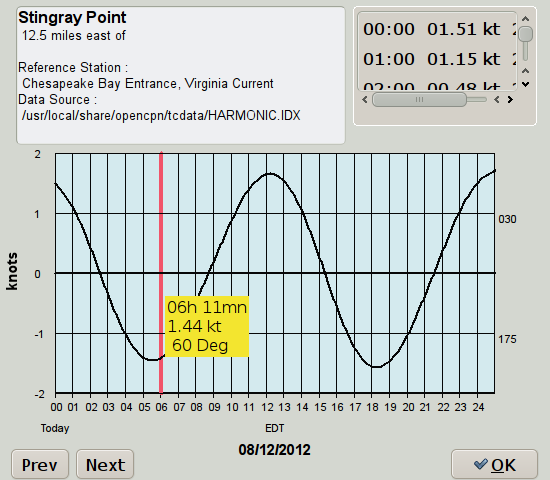 Stingray Point
12.5 miles east of
Reference Station :
Chesapeake Bay Entrance, Virginia Current
Data Source :
/usr/local/share/opencpn/tcdata/HARMONIC.IDX
00:00 01.51 kt
01:00 01.15 kt
02:00 00.48 kt
2
1
0
-1
-2
knots
030
175
06h 11mn
1.44 kt
60 Deg
00 01 02 03 04 05 06 07 08 09 10 11 12 13 14 15 16 17 18 19 20 21 22 23 24
Today
EDT
08/12/2012
Prev
Next
OK